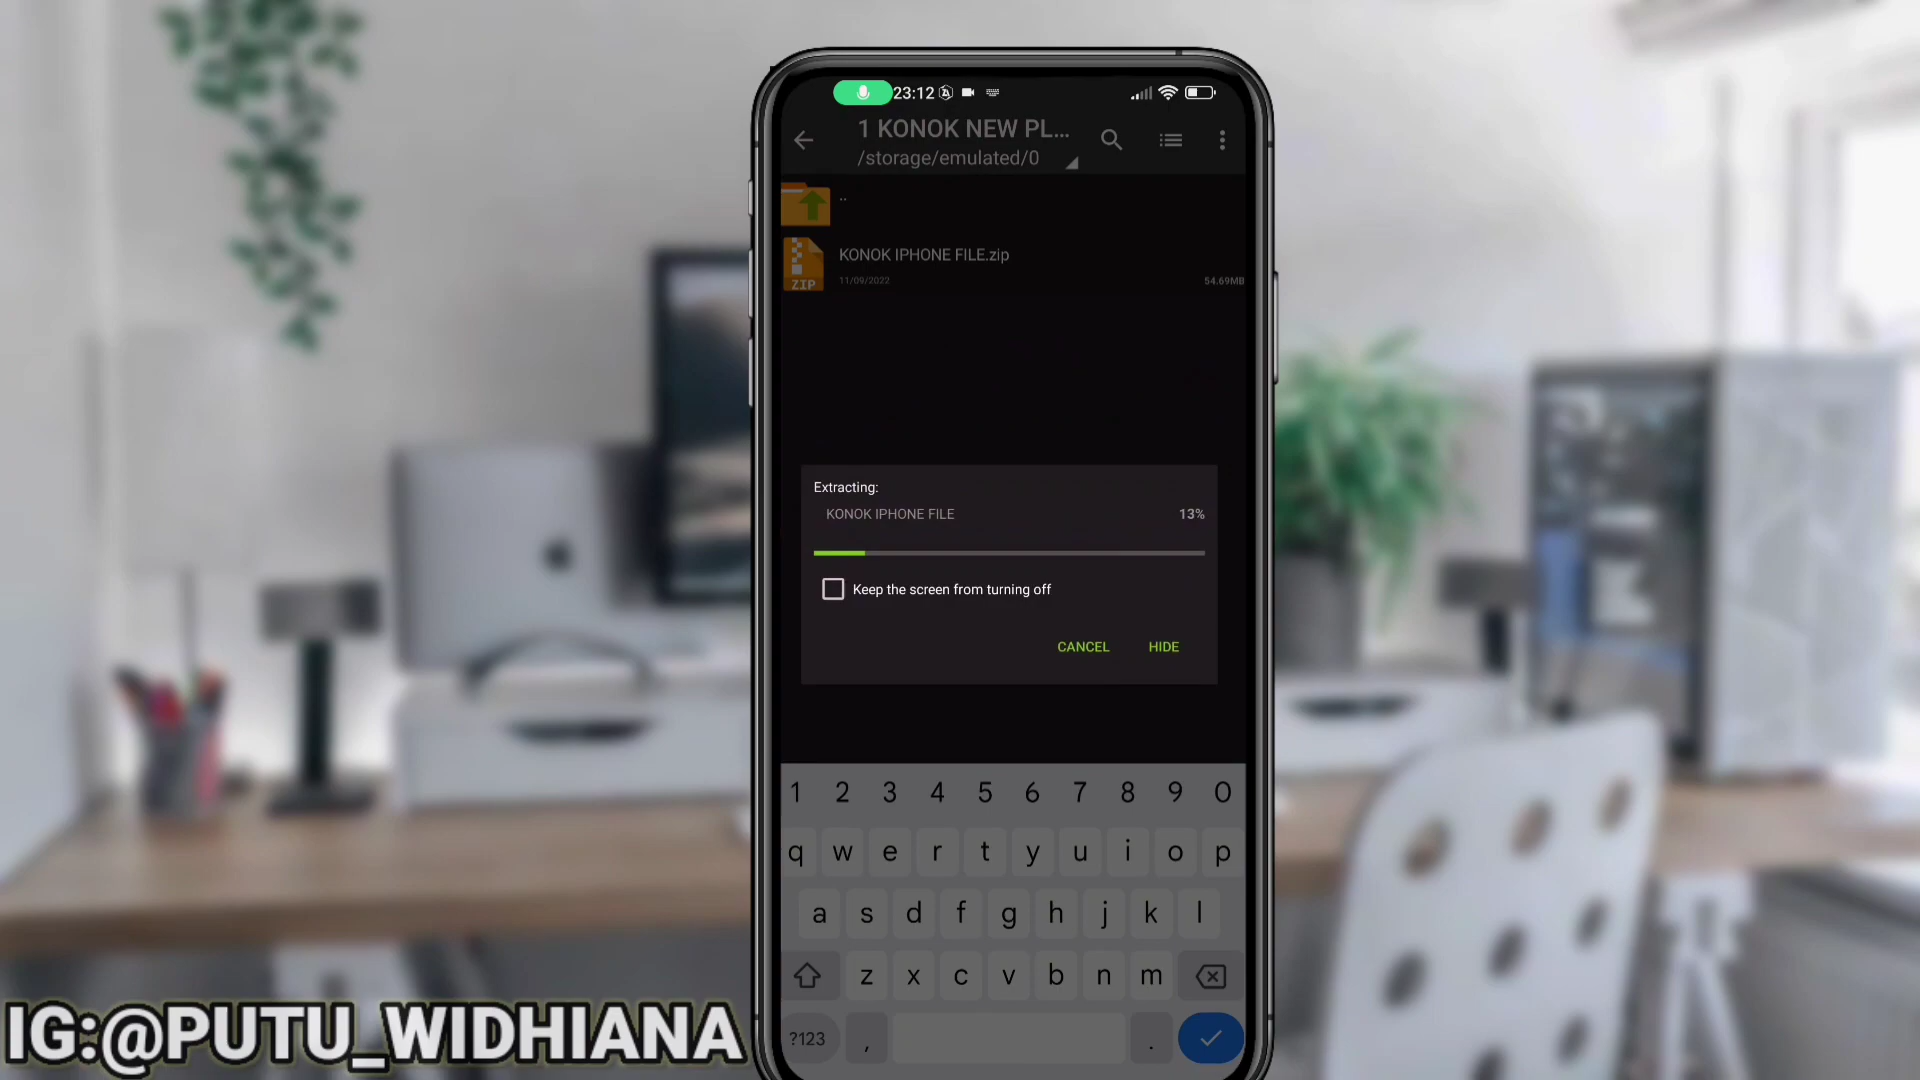 23:12
1 KONOK NEW PL...
/storage/emulated/0
..
KONOK IPHONE FILE.zip
11/09/2022
54.69MB
ZIP
Extracting:
KONOK IPHONE FILE
13%
Keep the screen from turning off
CANCEL
HIDE
1 2 3 4 5 6 7 8 9 0
q w e r t y u i o p
a s d f g h j k l
z x c v b n m
?123 , .
IG:@PUTU_WIDHIANA